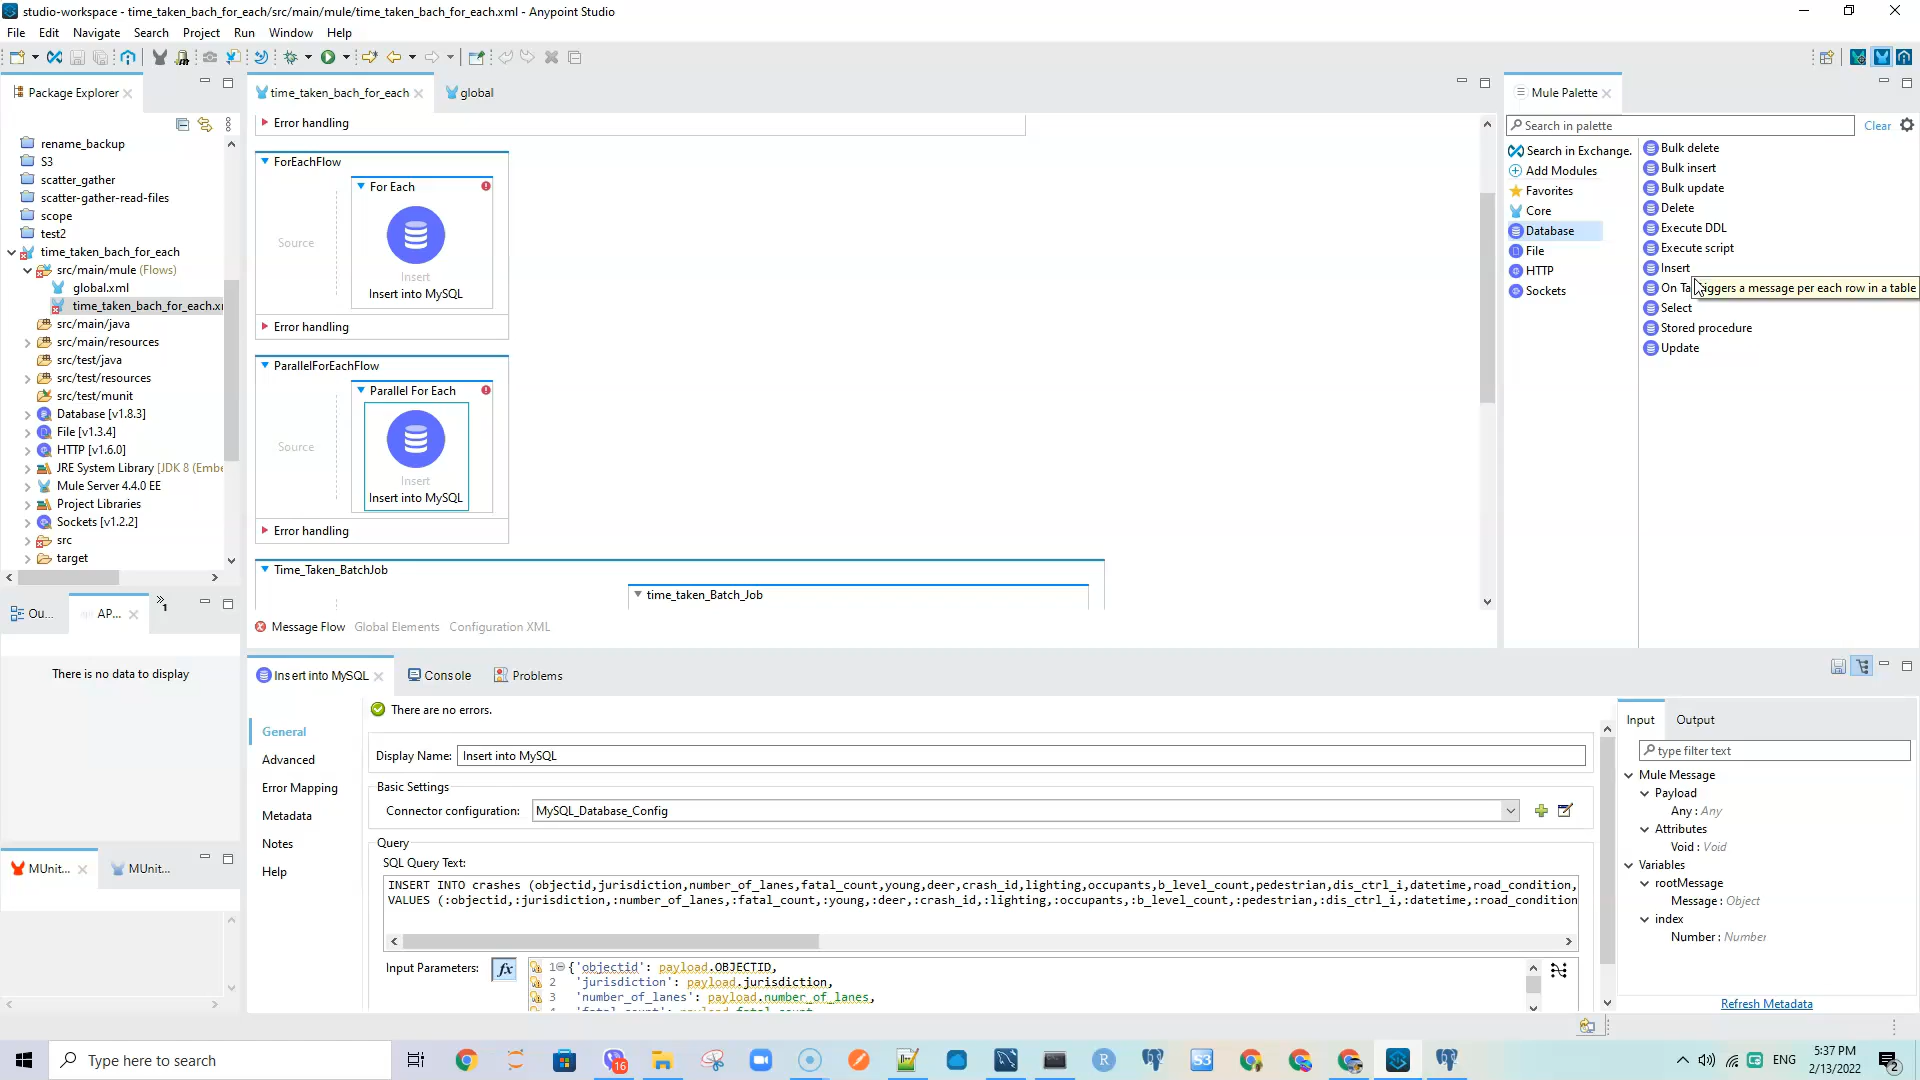 studio-workspace - time_taken_bach_for_each/src/main/mule/time_taken_bach_for_each.xml - Anypoint Studio
File Edit Navigate Search Project Run Window Help
Package Explorer
rename_backup
S3
scatter_gather
scatter-gather-read-files
scope
test2
time_taken_bach_for_each
src/main/mule (Flows)
global.xml
time_taken_bach_for_each.x
src/main/java
src/main/resources
src/test/java
src/test/resources
src/test/munit
Database [v1.8.3]
File [v1.3.4]
HTTP [v1.6.0]
JRE System Library [JDK 8 (Embe
Mule Server 4.4.0 EE
Project Libraries
Sockets [v1.2.2]
src
target
Ou...
AP...
1
There is no data to display
MUnit...
MUnit...
time_taken_bach_for_each
global
Error handling
ForEachFlow
For Each
Source
Insert
Insert into MySQL
Error handling
ParallelForEachFlow
Parallel For Each
Source
Insert
Insert into MySQL
Error handling
Time_Taken_BatchJob
time_taken_Batch_Job
Message Flow Global Elements Configuration XML
Mule Palette
Search in palette
Clear
Search in Exchange.
Add Modules
Favorites
Core
Database
File
HTTP
Sockets
Bulk delete
Bulk insert
Bulk update
Delete
Execute DDL
Execute script
Insert
On Ta
iggers a message per each row in a table
Select
Stored procedure
Update
Insert into MySQL
Console
Problems
There are no errors.
General
Advanced
Error Mapping
Metadata
Notes
Help
Display Name: Insert into MySQL
Basic Settings
Connector configuration: MySQL_Database_Config
Query
SQL Query Text:
INSERT INTO crashes (objectid,jurisdiction,number_of_lanes,fatal_count,young,deer,crash_id,lighting,occupants,b_level_count,pedestrian,dis_ctrl_i,datetime,road_condition,
VALUES (:objectid,:jurisdiction,:number_of_lanes,:fatal_count,:young,:deer,:crash_id,:lighting,:occupants,:b_level_count,:pedestrian,:dis_ctrl_i,:datetime,:road_condition
Input Parameters: fx
1 {'objectid': payload.OBJECTID,
2 'jurisdiction': payload.jurisdiction,
3 'number_of_lanes': payload.number_of_lanes,
Input Output
type filter text
Mule Message
Payload
Any : Any
Attributes
Void : Void
Variables
rootMessage
Message : Object
index
Number : Number
Refresh Metadata
Type here to search
16
R
S3
ENG
5:37 PM
2/13/2022
2